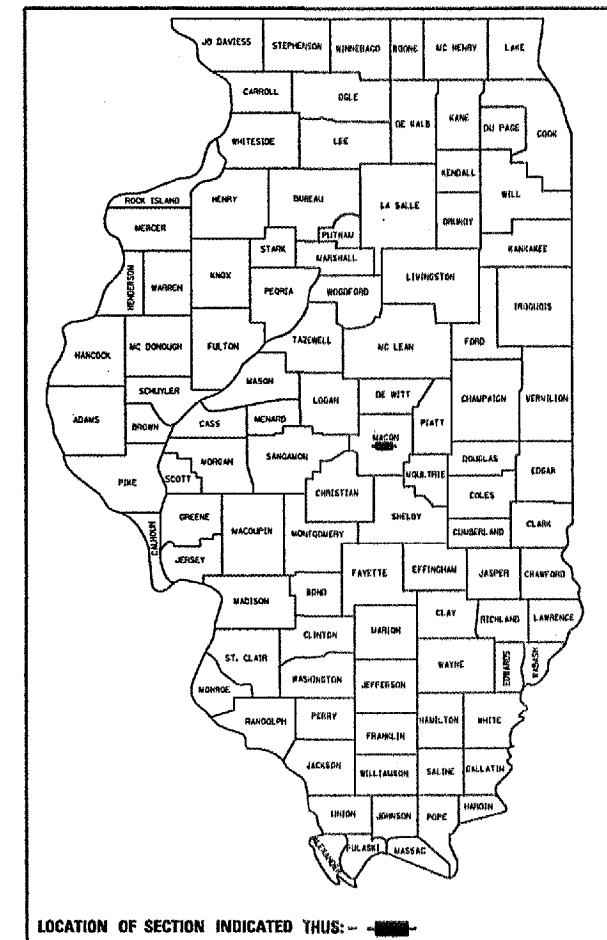 JO DAVIESS STEPHENSON WINNEBAGO BOONE MC HENRY LAKE
CARROLL OGLE DE KALB KANE DU PAGE COOK
WHITESIDE LEE
KENDALL WILL
ROCK ISLAND HENRY BUREAU LA SALLE GRUNDY
MERCER PUTNAM
STARK MARSHALL KANKAKEE
HENDERSON WARREN KNOX PEORIA WOODFORD LIVINGSTON
IROQUOIS
HANCOCK MC DONOUGH FULTON TAZEWELL MC LEAN FORD
MASON
SCHUYLER LOGAN DE WITT CHAMPAIGN VERMILION
ADAMS BROWN CASS MENARD PIATT
MACON
MORGAN SANGAMON DOUGLAS
PIKE SCOTT MOULTRIE EDGAR
CHRISTIAN COLES
GREENE SHELBY
CALHOUN MACOUPIN MONTGOMERY CUMBERLAND CLARK
JERSEY
FAYETTE EFFINGHAM JASPER CRAWFORD
MADISON BOND
CLAY RICHLAND LAWRENCE
CLINTON MARION
ST. CLAIR WAYNE EDWARDS WABASH
WASHINGTON JEFFERSON
MONROE
RANDOLPH PERRY HAMILTON WHITE
FRANKLIN
JACKSON WILLIAMSON SALINE GALLATIN
UNION JOHNSON POPE HARDIN
ALEXANDER PULASKI MASSAC
LOCATION OF SECTION INDICATED THUS:-